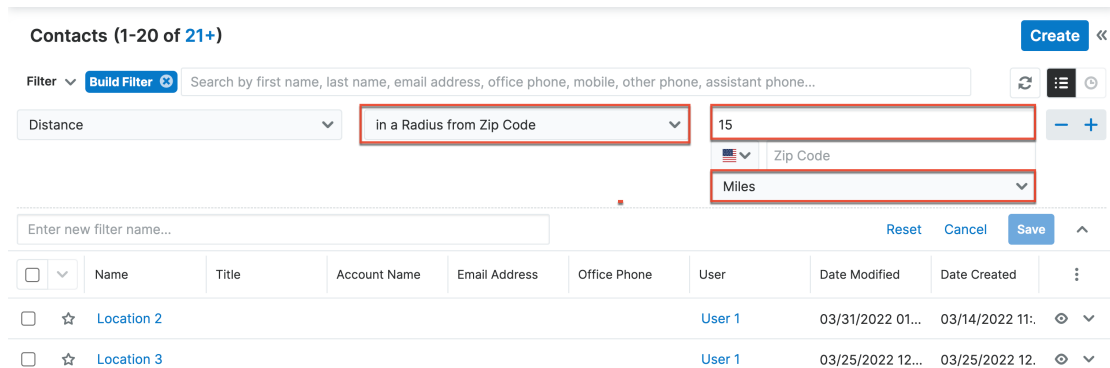 Contacts (1-20 of 21+)
Create
Filter
Build Filter
Search by first name, last name, email address, office phone, mobile, other phone, assistant phone...
Distance
in a Radius from Zip Code
15
Zip Code
Miles
Enter new filter name...
Reset
Cancel
Save
Name Title Account Name Email Address Office Phone User Date Modified Date Created
Location 2 User 1 03/31/2022 01... 03/14/2022 11:.
Location 3 User 1 03/25/2022 12... 03/25/2022 12.